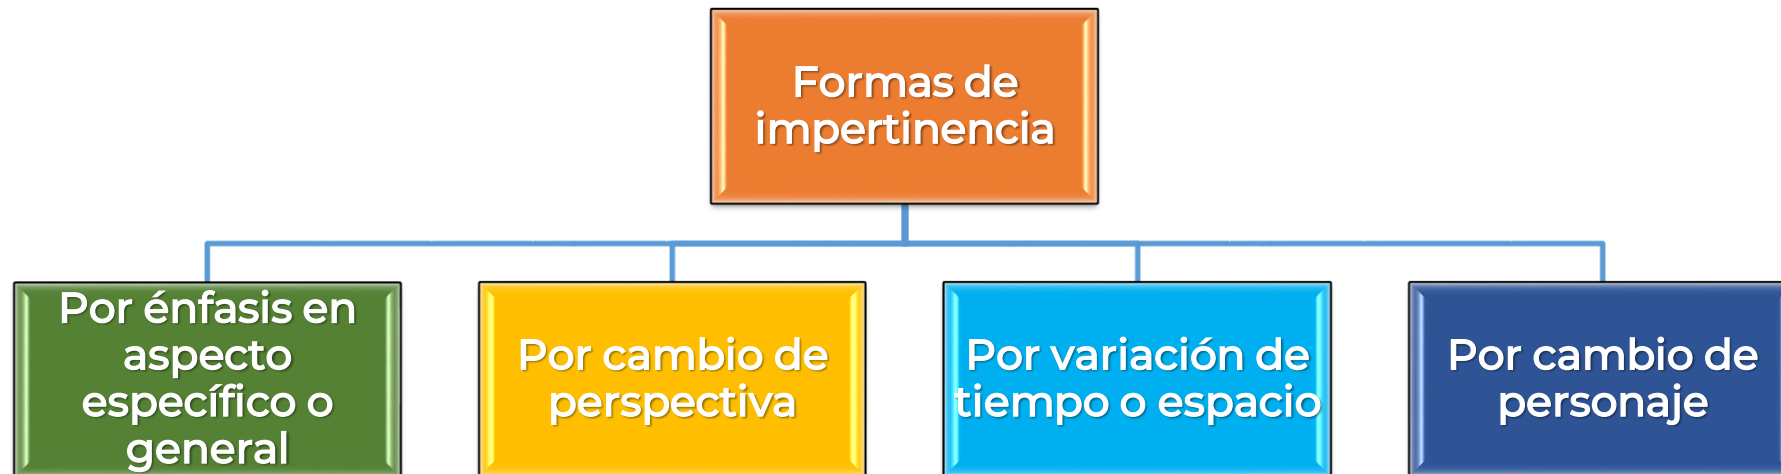 Formas de
impertinencia
Por énfasis en
aspecto
específico o
general
Por cambio de
perspectiva
Por variación de
tiempo o espacio
Por cambio de
personaje